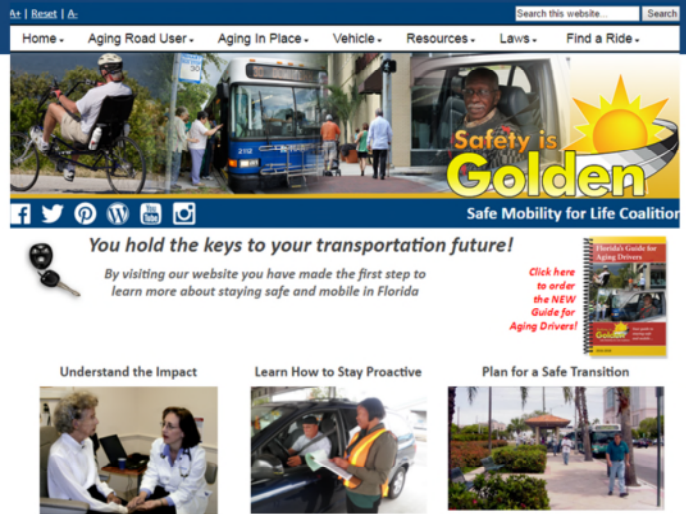 A+ | Reset | A-
Search this website...
Search
Home
Aging Road User
Aging In Place
Vehicle
Resources
Laws
Find a Ride
2112
Safety is
Golden
You Tube
Safe Mobility for Life Coalition
You hold the keys to your transportation future!
By visiting our website you have made the first step to
learn more about staying safe and mobile in Florida
Click here
to order
the NEW
Guide for
Aging Drivers!
Florida's Guide for
Aging Drivers
Golden
Understand the Impact
Learn How to Stay Proactive
Plan for a Safe Transition